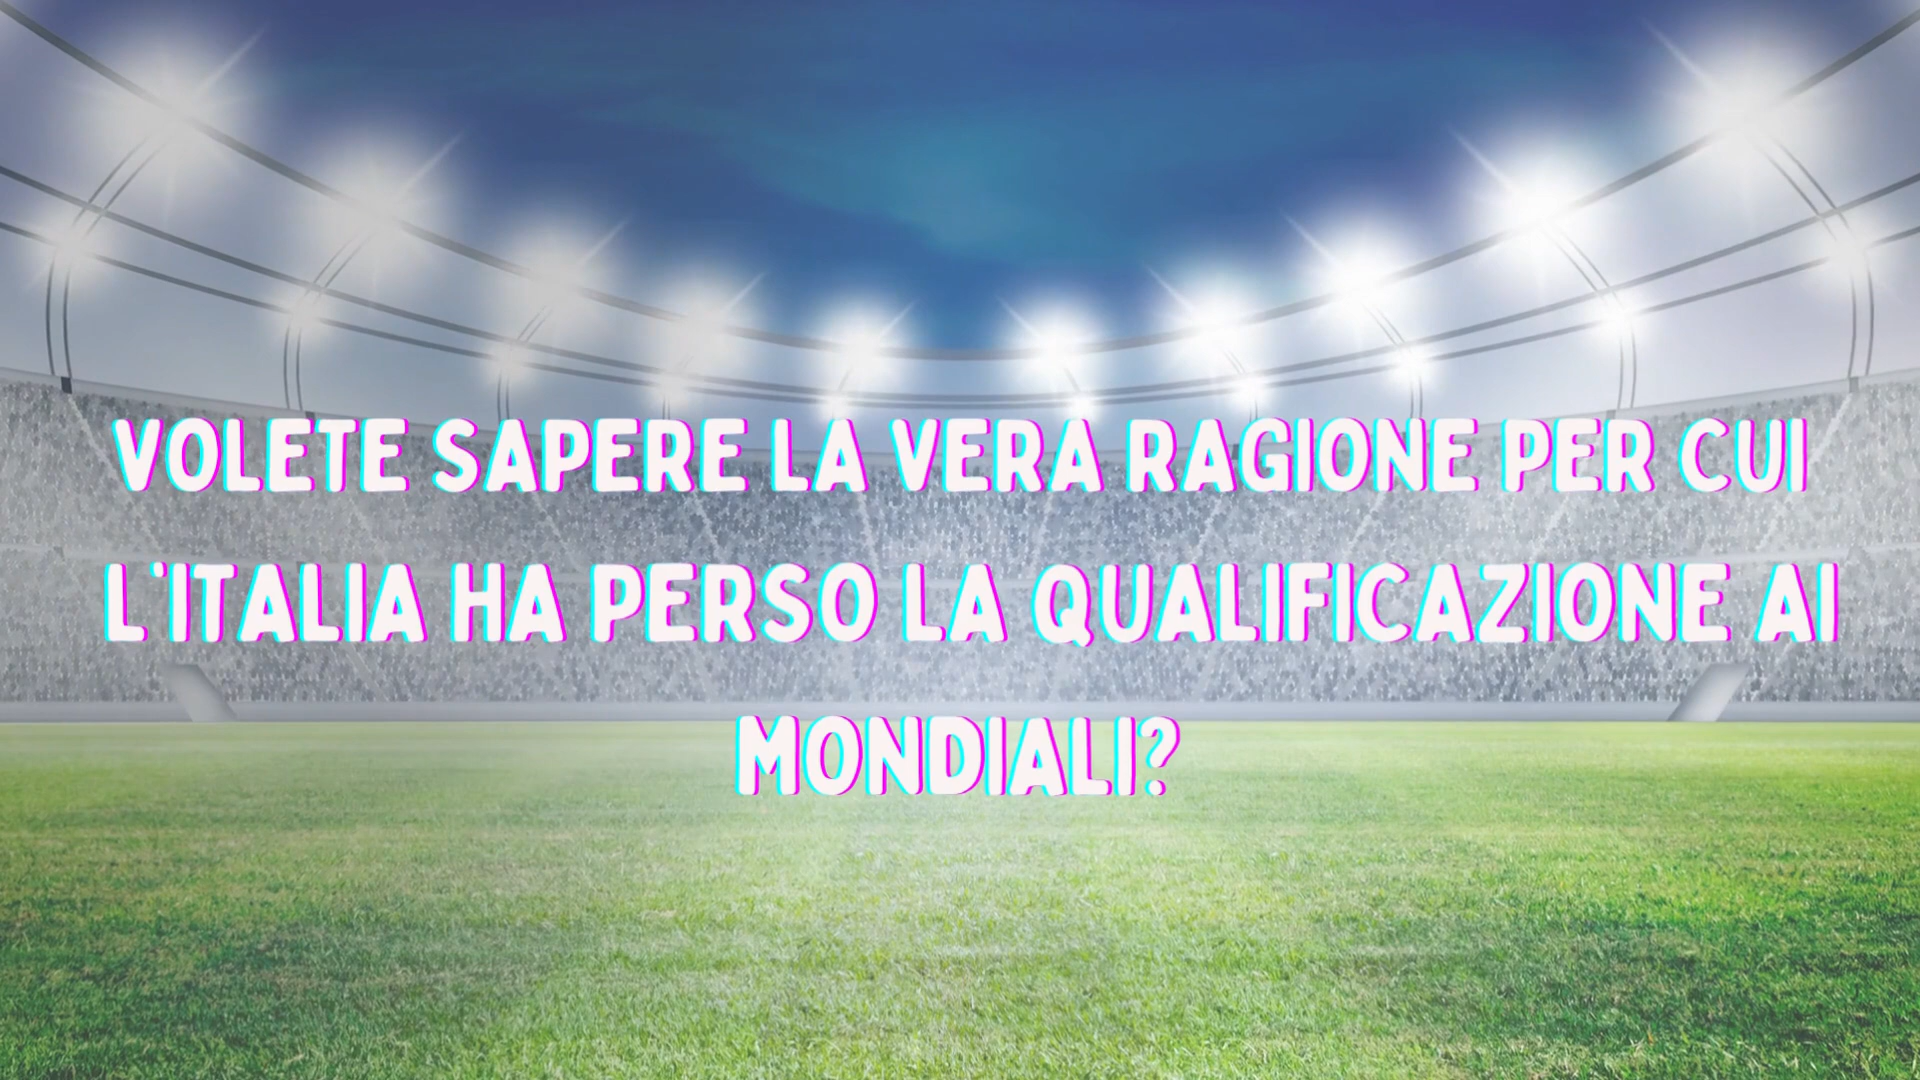 VOLETE SAPERE LA VERA RAGIONE PER CUI
L'ITALIA HA PERSO LA QUALIFICAZIONE AI
MONDIALI?